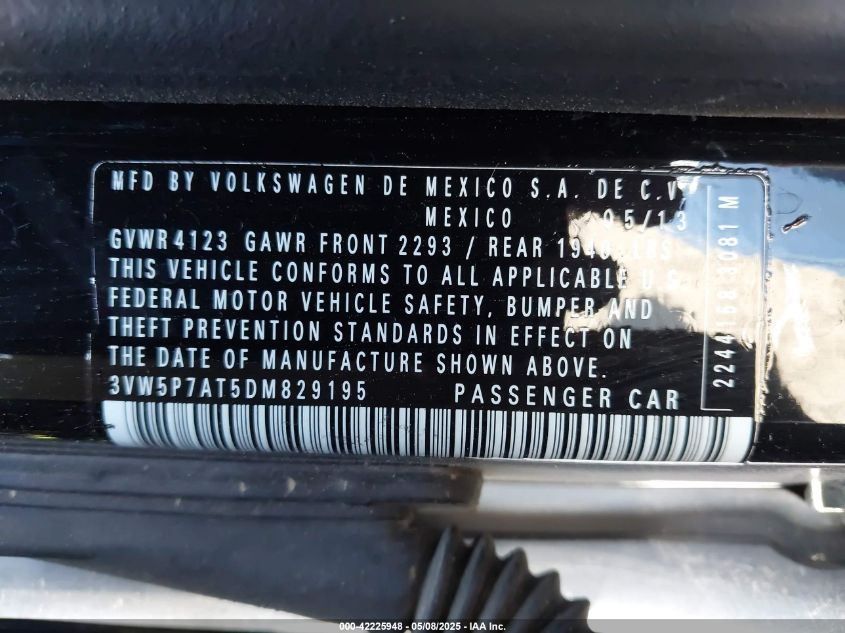 MFD BY VOLKSWAGEN DE MEXICO S.A. DE C.V
MEXICO 05/13
GVWR 4123 GAWR FRONT 2293 / REAR LBS
THIS VEHICLE CONFORMS TO ALL APPLICABLE
FEDERAL MOTOR VEHICLE SAFETY, BUMPER AND
THEFT PREVENTION STANDARDS IN EFFECT ON
THE DATE OF MANUFACTURE SHOWN ABOVE.
3VW5P7AT5DM829195 PASSENGER CAR
3081 M
000-42225948 - 05/08/2025 - IAA Inc.